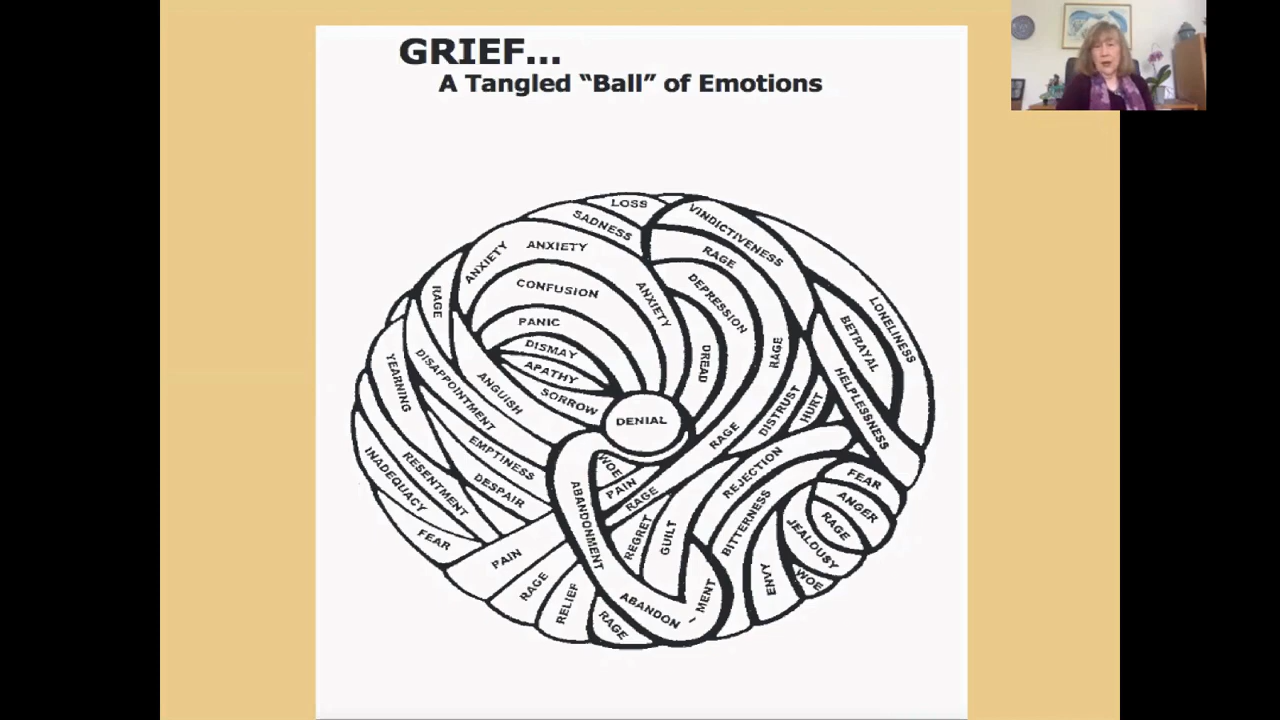 GRIEF...
A Tangled “Ball” of Emotions
LOSS
SADNESS
VINDICTIVENESS
ANXIETY
ANXIETY
RAGE
RAGE
CONFUSION
ANXIETY
DEPRESSION
LONELINESS
PANIC
BETRAYAL
DISMAY
DREAD
RAGE
APATHY
YEARNING
DISAPPOINTMENT
ANGUISH
SORROW
DENIAL
DISTRUST
HURT
HELPLESSNESS
RAGE
EMPTINESS
WOE
REJECTION
INADEQUACY
RESENTMENT
DESPAIR
PAIN
RAGE
FEAR
ANGER
RAGE
ABANDONMENT
BITTERNESS
JEALOUSY
FEAR
PAIN
REGRET
GUILT
RAGE
RELIEF
ENVY
WOE
ABANDON - MENT
RAGE